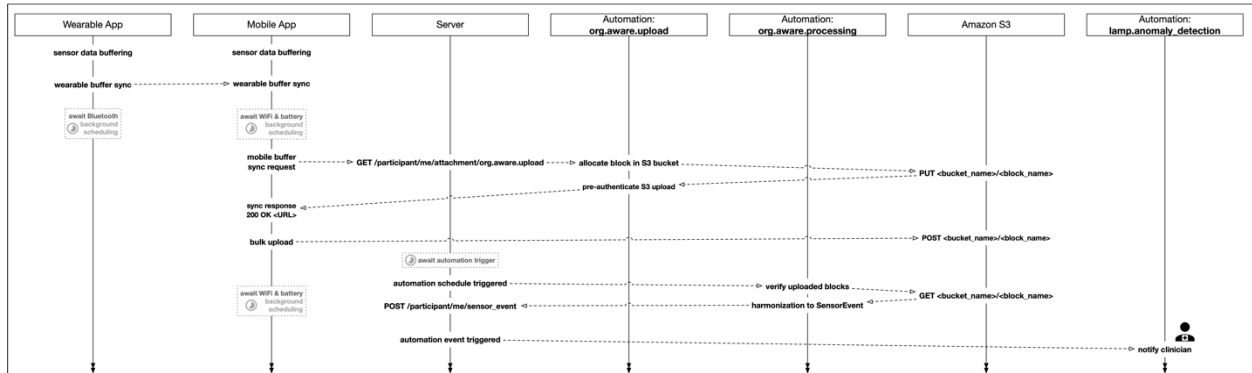 Wearable App
Mobile App
Server
Automation:
org.aware.upload
Automation:
org.aware.processing
Amazon S3
Automation:
lamp.anomaly_detection
sensor data buffering
sensor data buffering
wearable buffer sync
wearable buffer sync
await Bluetooth
background
scheduling
await WiFi & battery
background
scheduling
mobile buffer
sync request
GET /participant/me/attachment/org.aware.upload
allocate block in S3 bucket
PUT <bucket_name>/<block_name>
pre-authenticate S3 upload
sync response
200 OK <URL>
bulk upload
POST <bucket_name>/<block_name>
await automation trigger
automation schedule triggered
verify uploaded blocks
await WiFi & battery
background
scheduling
GET <bucket_name>/<block_name>
POST /participant/me/sensor_event
harmonization to SensorEvent
automation event triggered
notify clinician